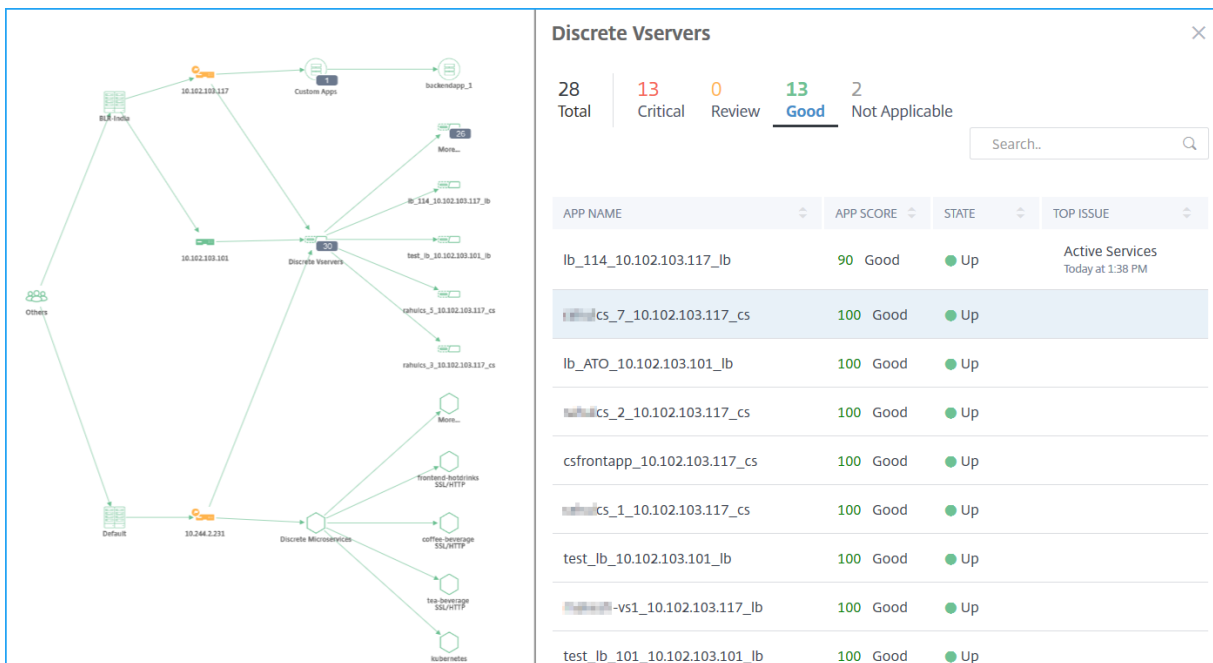 10.102.103.117
1
Custom Apps
backendapp_1
BLR-India
26
More...
lb_114_10.102.103.117_lb
10.102.103.101
30
Discrete Vservers
test_lb_10.102.103.101_lb
Others
rahulcs_5_10.102.103.117_cs
rahulcs_3_10.102.103.117_cs
More...
frontend-hotdrinks
SSL/HTTP
Default
10.244.2.231
Discrete Microservices
coffee-beverage
SSL/HTTP
tea-beverage
SSL/HTTP
kubernetes
Discrete Vservers
28 13 0 13 2
Total Critical Review Good Not Applicable
Search..
APP NAME APP SCORE STATE TOP ISSUE
lb_114_10.102.103.117_lb 90 Good Up Active Services
Today at 1:38 PM
cs_7_10.102.103.117_cs 100 Good Up
lb_ATO_10.102.103.101_lb 100 Good Up
cs_2_10.102.103.117_cs 100 Good Up
csfrontapp_10.102.103.117_cs 100 Good Up
cs_1_10.102.103.117_cs 100 Good Up
test_lb_10.102.103.101_lb 100 Good Up
-vs1_10.102.103.117_lb 100 Good Up
test_lb_101_10.102.103.101_lb 100 Good Up